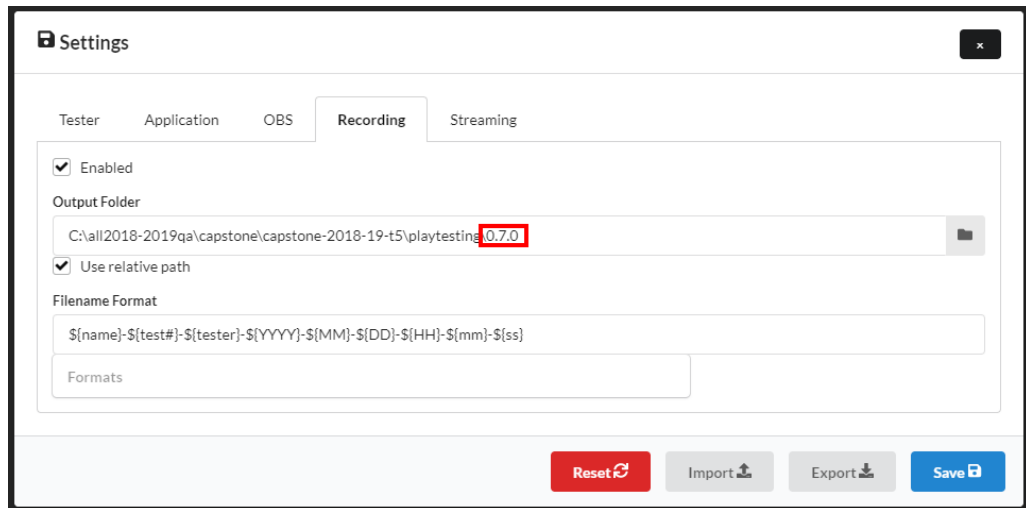 Settings
×
Tester Application OBS Recording Streaming
Enabled
Output Folder
C:\all2018-2019qa\capstone\capstone-2018-19-t5\playtesting\0.7.0
Use relative path
Filename Format
${name}-${test#}-${tester}-${YYYY}-${MM}-${DD}-${HH}-${mm}-${ss}
Formats
Reset Import Export Save